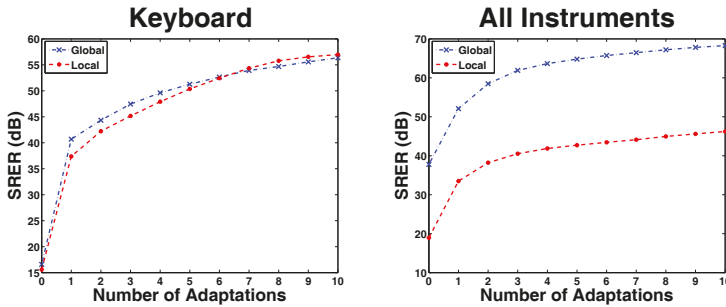 Keyboard
SRER (dB)
60
55
50
45
40
35
30
25
20
15
Global
Local
0 1 2 3 4 5 6 7 8 9 10
Number of Adaptations
All Instruments
SRER (dB)
70
60
50
40
30
20
10
Global
Local
0 1 2 3 4 5 6 7 8 9 10
Number of Adaptations